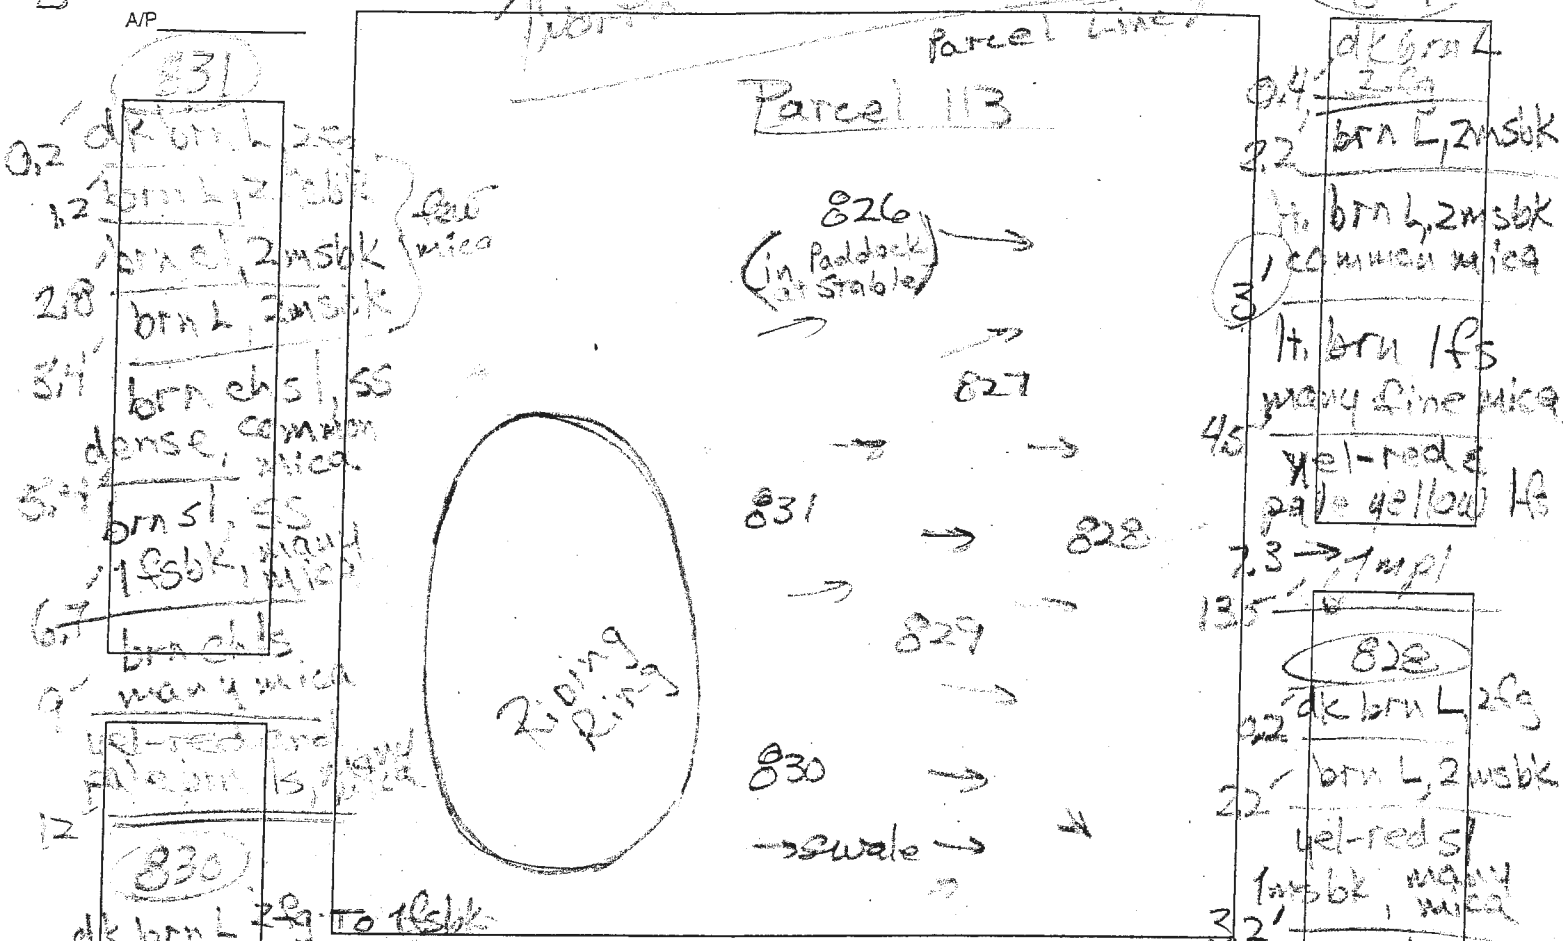 A/P
831
0.2' dk brn L 2fg
1.2' brn L, 2 fsbk
brn cl, 2msbk
few
mica
2.8' brn L, 2msbk
3.4'
brn ch sl, ss
dense, common
mica
brn sl, ss
1fsbk, many
mica
6.7'
brn ch ls
9' many mica
yel-red and
pale brn ls, many
mica
12'
830
dk brn L 2fg To 1fsbk
North
Parcel Line
Parcel 113
826
(in Paddock
at Stable)
827
831
828
829
Riding
Ring
830
→ Swale →
dk brn L
0.4' 2fg
2.2' brn L, 2msbk
lt. brn L, 2msbk
3' common mica
lt. brn lfs
many fine mica
4.5'
yel-red &
pale yellow lfs
7.3 → 1mpl
13.5'
828
0.2' dk brn L, 2fg
2.2' brn L, 2msbk
yel-red sl
1msbk, many
mica
3.2'